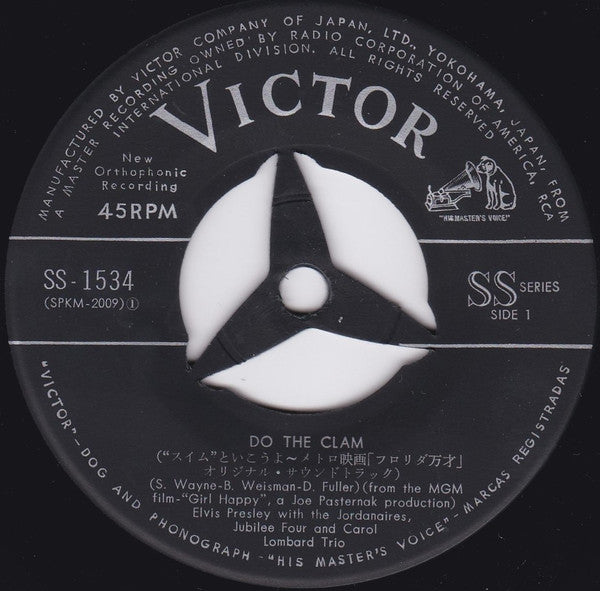 MANUFACTURED BY VICTOR COMPANY OF JAPAN, LTD., YOKOHAMA, JAPAN, FROM
A MASTER RECORDING OWNED BY RADIO CORPORATION OF AMERICA, RCA
INTERNATIONAL DIVISION. ALL RIGHTS RESERVED
VICTOR
New
Orthophonic
Recording
45RPM
"HIS MASTER'S VOICE"
SS-1534
(SPKM-2009)①
SS SERIES
SIDE 1
DO THE CLAM
("スイム"といこうよ〜メトロ映画「フロリダ万才」
オリジナル・サウンドトラック)
(S. Wayne-B. Weisman-D. Fuller)(from the MGM
film-"Girl Happy", a Joe Pasternak production)
Elvis Presley with the Jordanaires,
Jubilee Four and Carol
Lombard Trio
"VICTOR"-DOG AND PHONOGRAPH-"HIS MASTER'S VOICE"-MARCAS REGISTRADAS